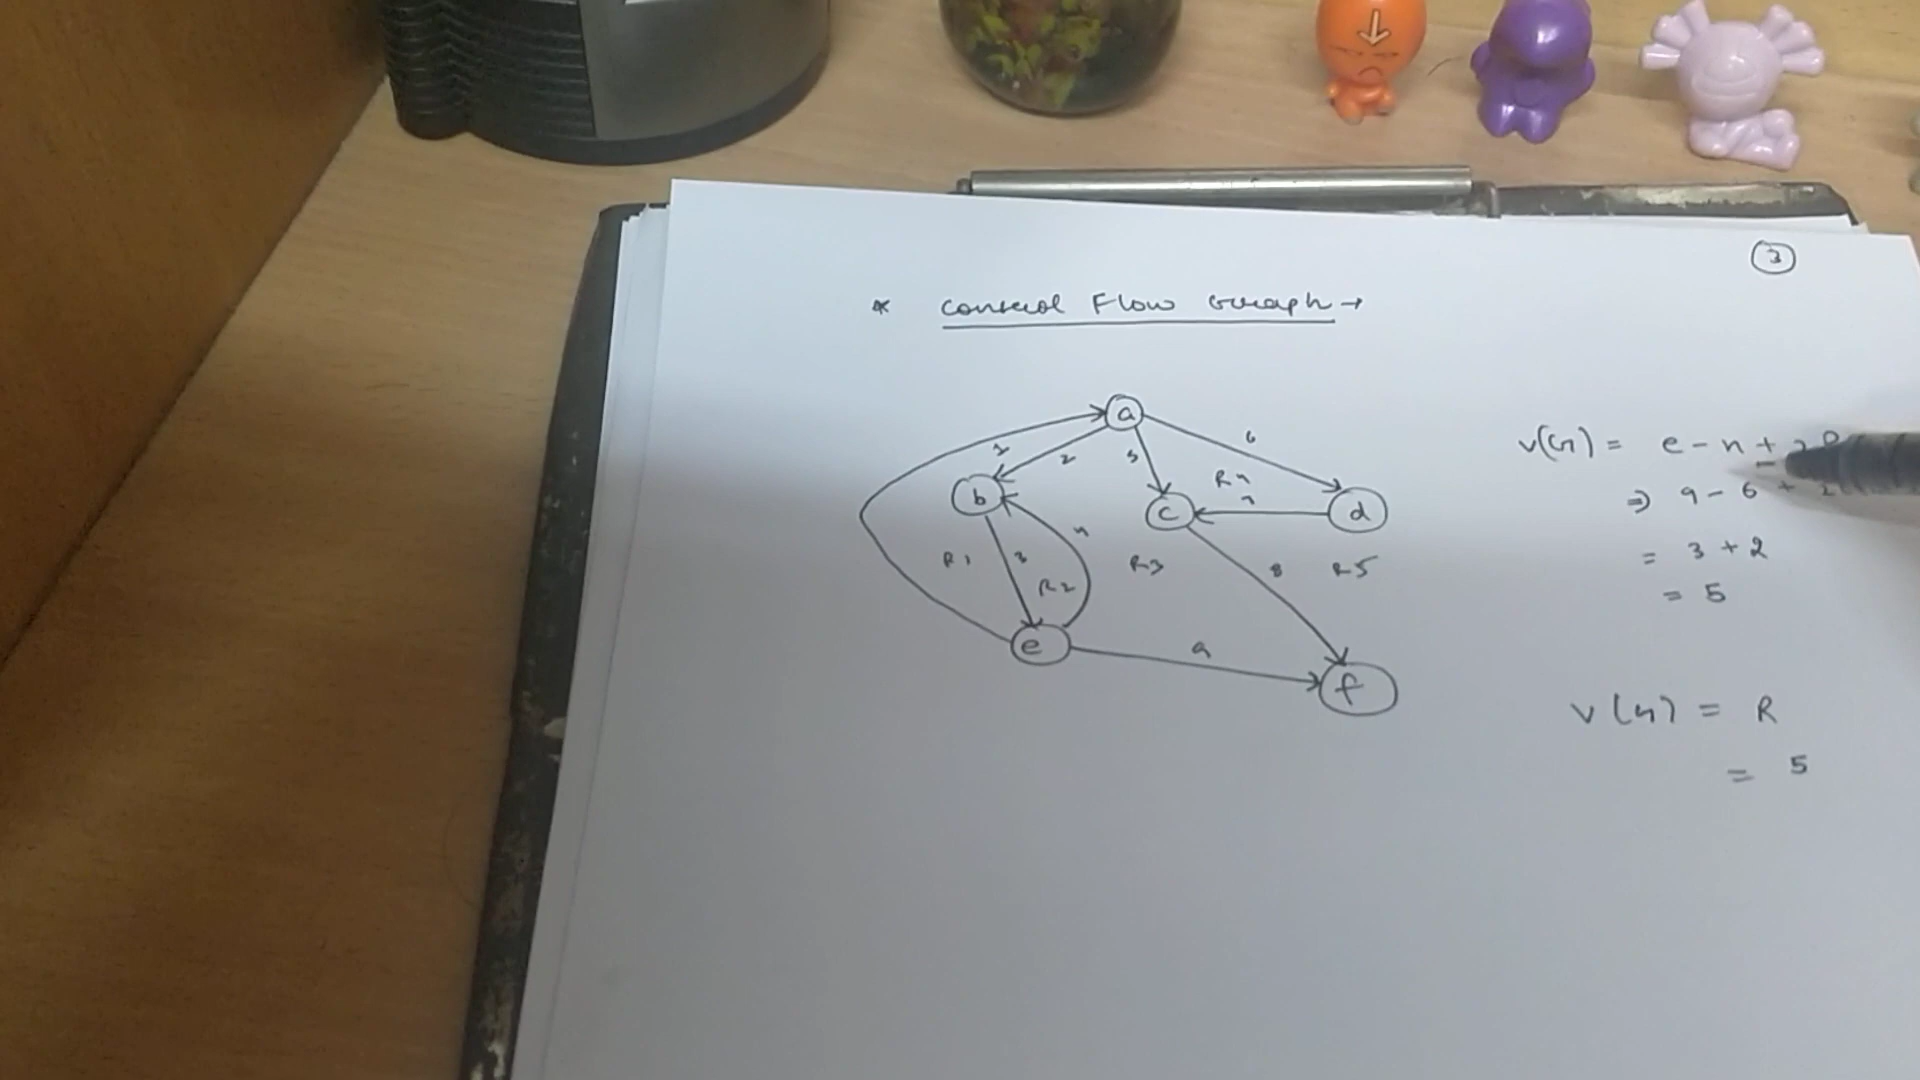 3
* Control Flow Graph →
a
1
2
5
6
b
R4
7
c
d
R1
3
4
R2
R3
8
R5
e
9
f
v(G) = e - n + 2P
⇒ 9 - 6 + 2
= 3 + 2
= 5
v(G) = R
= 5